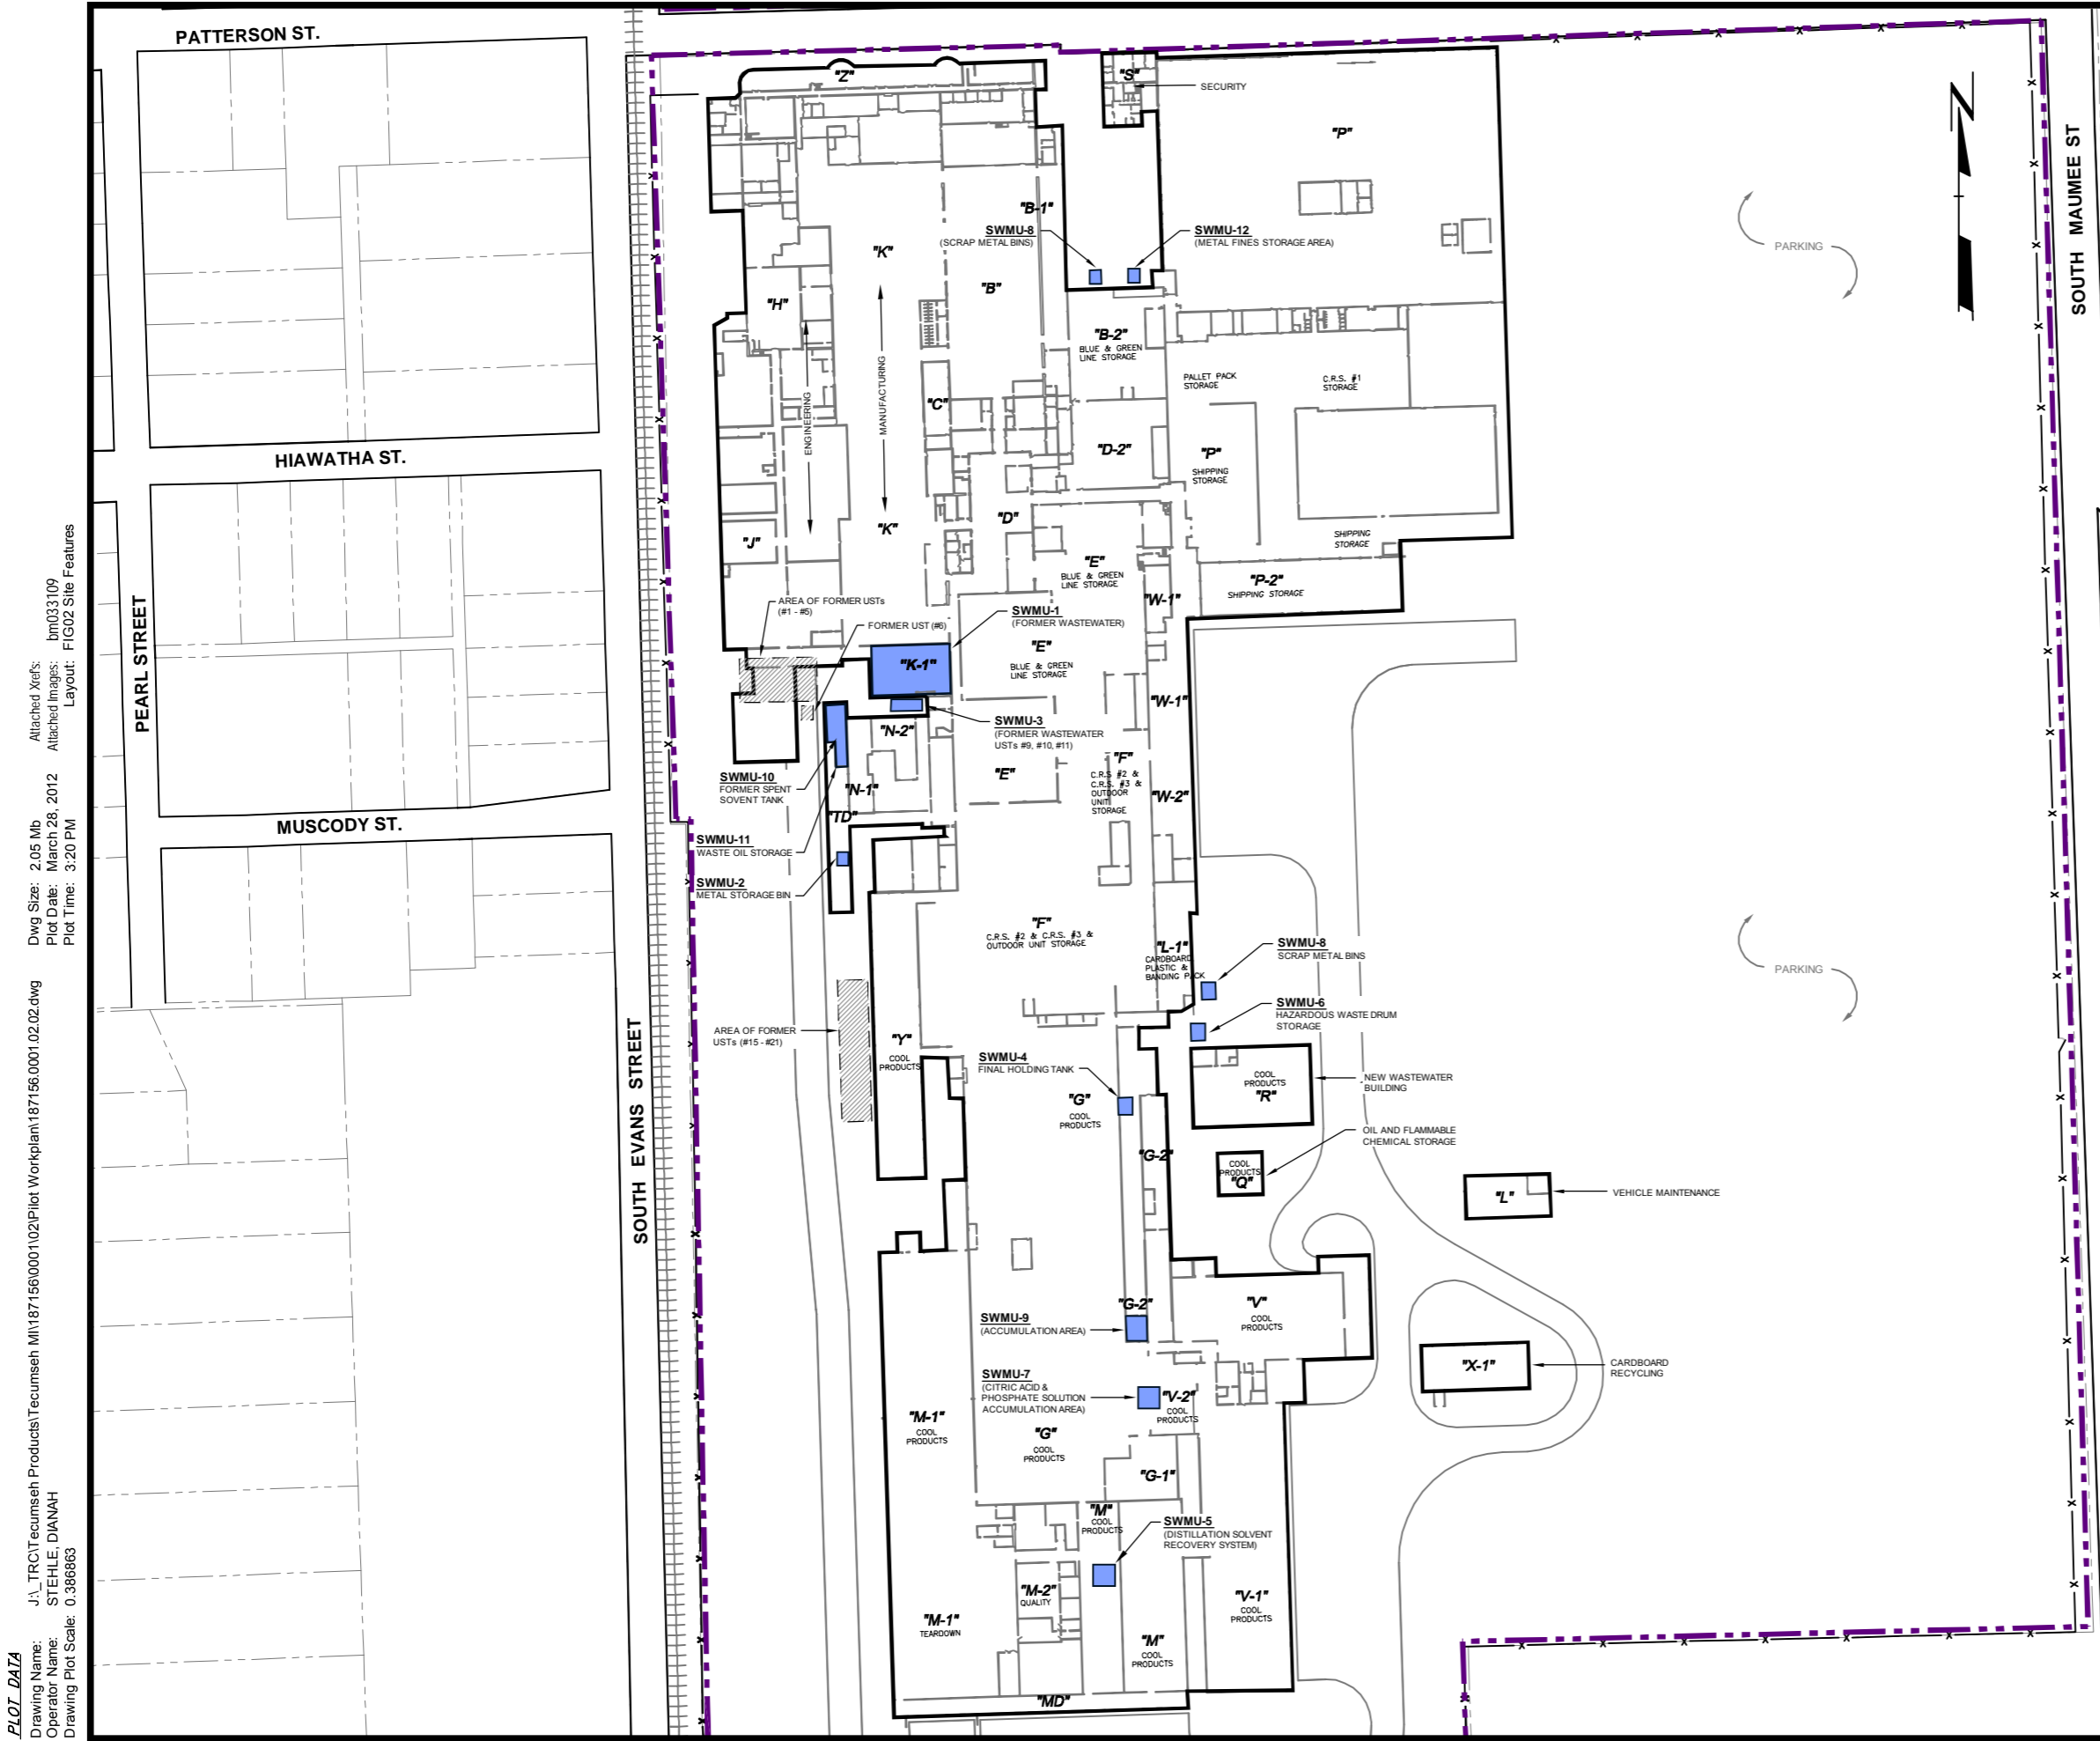 PATTERSON ST.
HIAWATHA ST.
PEARL STREET
MUSCODY ST.
SOUTH EVANS STREET
SOUTH MAUMEE ST
N
"Z"
"S"
SECURITY
"P"
"B-1"
SWMU-8
(SCRAP METAL BINS)
SWMU-12
(METAL FINES STORAGE AREA)
PARKING
"K"
"B"
"H"
"B-2"
BLUE & GREEN
LINE STORAGE
ENGINEERING
MANUFACTURING
PALLET PACK
STORAGE
C.R.S. #1
STORAGE
"C"
"D-2"
"P"
SHIPPING
STORAGE
"K"
"D"
"J"
SHIPPING
STORAGE
"E"
BLUE & GREEN
LINE STORAGE
"P-2"
SHIPPING STORAGE
"W-1"
AREA OF FORMER USTs
(#1 - #5)
FORMER UST (#6)
SWMU-1
(FORMER WASTEWATER)
"K-1"
"E"
BLUE & GREEN
LINE STORAGE
"W-1"
SWMU-3
(FORMER WASTEWATER
USTs #9, #10, #11)
"N-2"
SWMU-10
FORMER SPENT
SOVENT TANK
"N-1"
"E"
"F"
C.R.S #2 &
C.R.S. #3 &
OUTDOOR
UNIT
STORAGE
"W-2"
"TD"
SWMU-11
WASTE OIL STORAGE
SWMU-2
METAL STORAGE BIN
"F"
C.R.S. #2 & C.R.S. #3 &
OUTDOOR UNIT STORAGE
"L-1"
CARDBOARD
PLASTIC &
BANDING PACK
SWMU-8
SCRAP METAL BINS
PARKING
SWMU-6
HAZARDOUS WASTE DRUM
STORAGE
AREA OF FORMER
USTs (#15 - #21)
"Y"
COOL
PRODUCTS
SWMU-4
FINAL HOLDING TANK
COOL
PRODUCTS
"R"
NEW WASTEWATER
BUILDING
"G"
COOL
PRODUCTS
"G-2"
OIL AND FLAMMABLE
CHEMICAL STORAGE
COOL
PRODUCTS
"Q"
"L"
VEHICLE MAINTENANCE
"G-2"
SWMU-9
(ACCUMULATION AREA)
"V"
COOL
PRODUCTS
"X-1"
CARDBOARD
RECYCLING
SWMU-7
(CITRIC ACID &
PHOSPHATE SOLUTION
ACCUMULATION AREA)
"V-2"
COOL
PRODUCTS
"M-1"
COOL
PRODUCTS
"G"
COOL
PRODUCTS
"G-1"
"M"
COOL
PRODUCTS
SWMU-5
(DISTILLATION SOLVENT
RECOVERY SYSTEM)
"M-2"
QUALITY
"V-1"
COOL
PRODUCTS
"M-1"
TEARDOWN
"M"
COOL
PRODUCTS
"MD"
PLOT DATA
Drawing Name: J:\_TRC\Tecumseh Products\Tecumseh MI\187156\0001\02\Pilot Workplan\187156.0001.02.02.dwg
Operator Name: STEHLE, DIANAH
Drawing Plot Scale: 0.386863
Dwg Size: 2.05 Mb
Plot Date: March 28, 2012
Plot Time: 3:20 PM
Attached Xref's:
Attached Images: bm033109
Layout: FIG02 Site Features